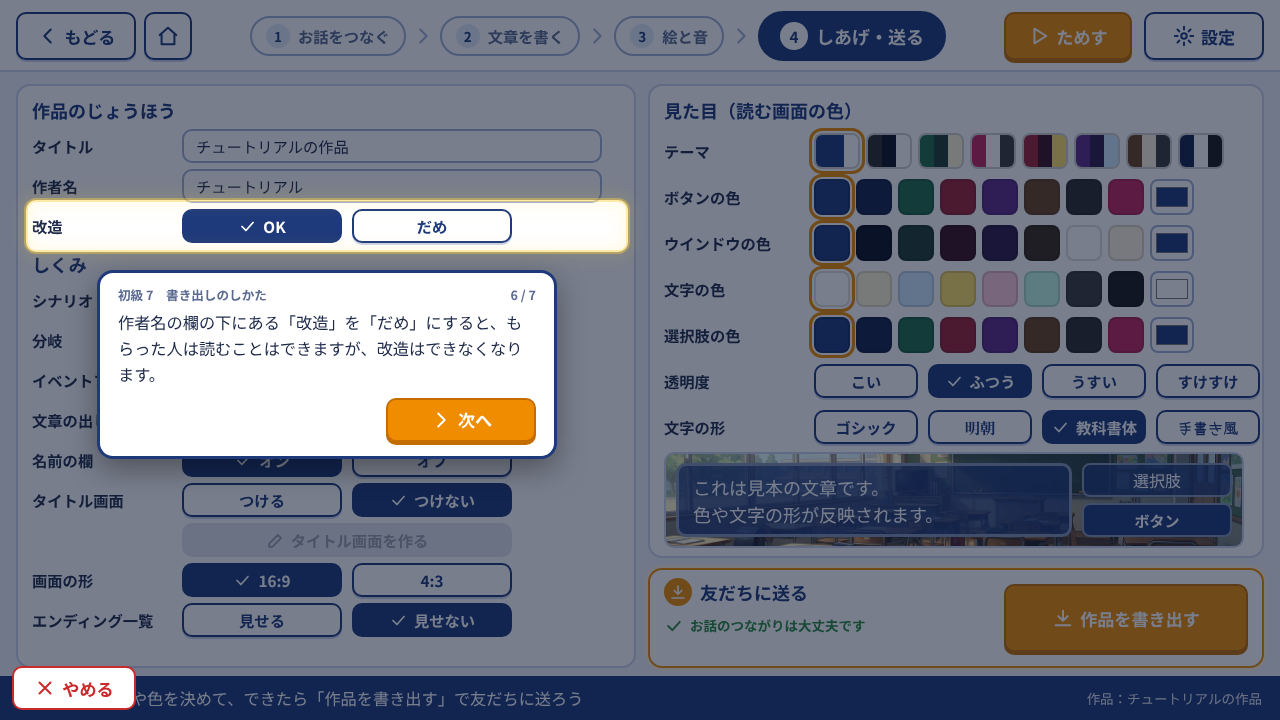 もどる
1 お話をつなぐ
2 文章を書く
3 絵と音
4 しあげ・送る
ためす
設定
作品のじょうほう
タイトル チュートリアルの作品
作者名 チュートリアル
改造 OK だめ
しくみ
シナリオ
分岐
イベント
文章の出
名前の欄 オン オフ
タイトル画面 つける つけない
タイトル画面を作る
画面の形 16:9 4:3
エンディング一覧 見せる 見せない
初級 7 書き出しのしかた 6 / 7
作者名の欄の下にある「改造」を「だめ」にすると、も
らった人は読むことはできますが、改造はできなくなり
ます。
次へ
見た目（読む画面の色）
テーマ
ボタンの色
ウインドウの色
文字の色
選択肢の色
透明度 こい ふつう うすい すけすけ
文字の形 ゴシック 明朝 教科書体 手書き風
これは見本の文章です。
色や文字の形が反映されます。
選択肢
ボタン
友だちに送る
お話のつながりは大丈夫です
作品を書き出す
やめる
や色を決めて、できたら「作品を書き出す」で友だちに送ろう
作品：チュートリアルの作品